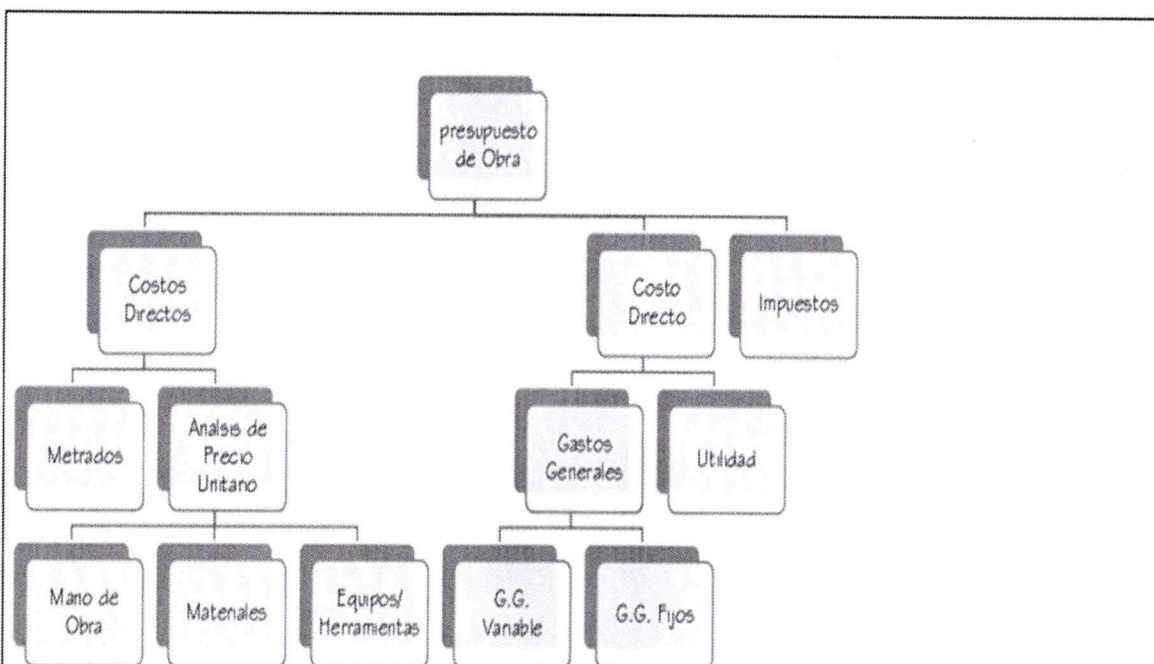 presupuesto
de Obra
Costos
Directos
Costo
Directo
Impuestos
Metrados
Analsis de
Precio
Unitano
Gastos
Generales
Utilidad
Mano de
Obra
Materiales
Equipos/
Herramientas
G.G.
Variable
G.G. Fijos